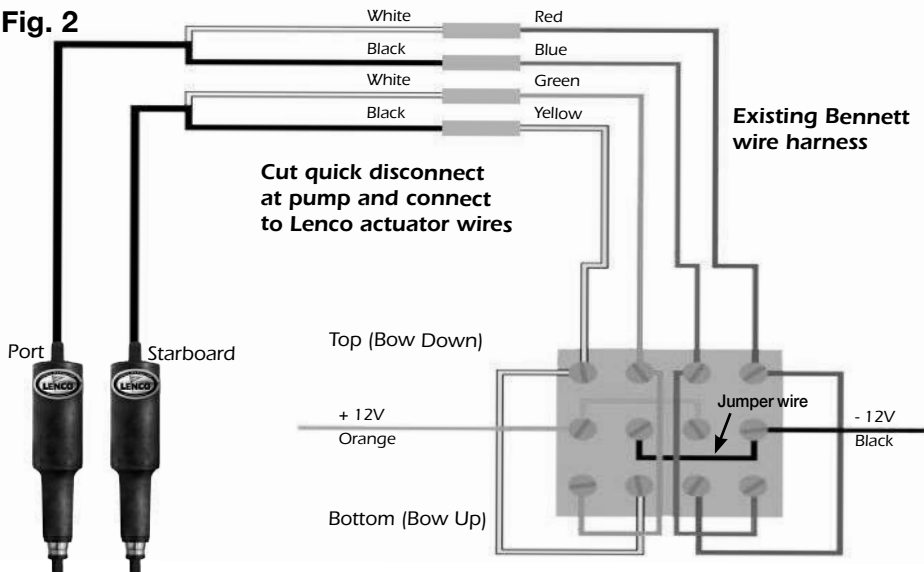 Fig. 2
White
Red
Black
Blue
White
Green
Black
Yellow
Existing Bennett
wire harness
Cut quick disconnect
at pump and connect
to Lenco actuator wires
Port
Starboard
LENCO
LENCO
Top (Bow Down)
Jumper wire
+ 12V
Orange
- 12V
Black
Bottom (Bow Up)